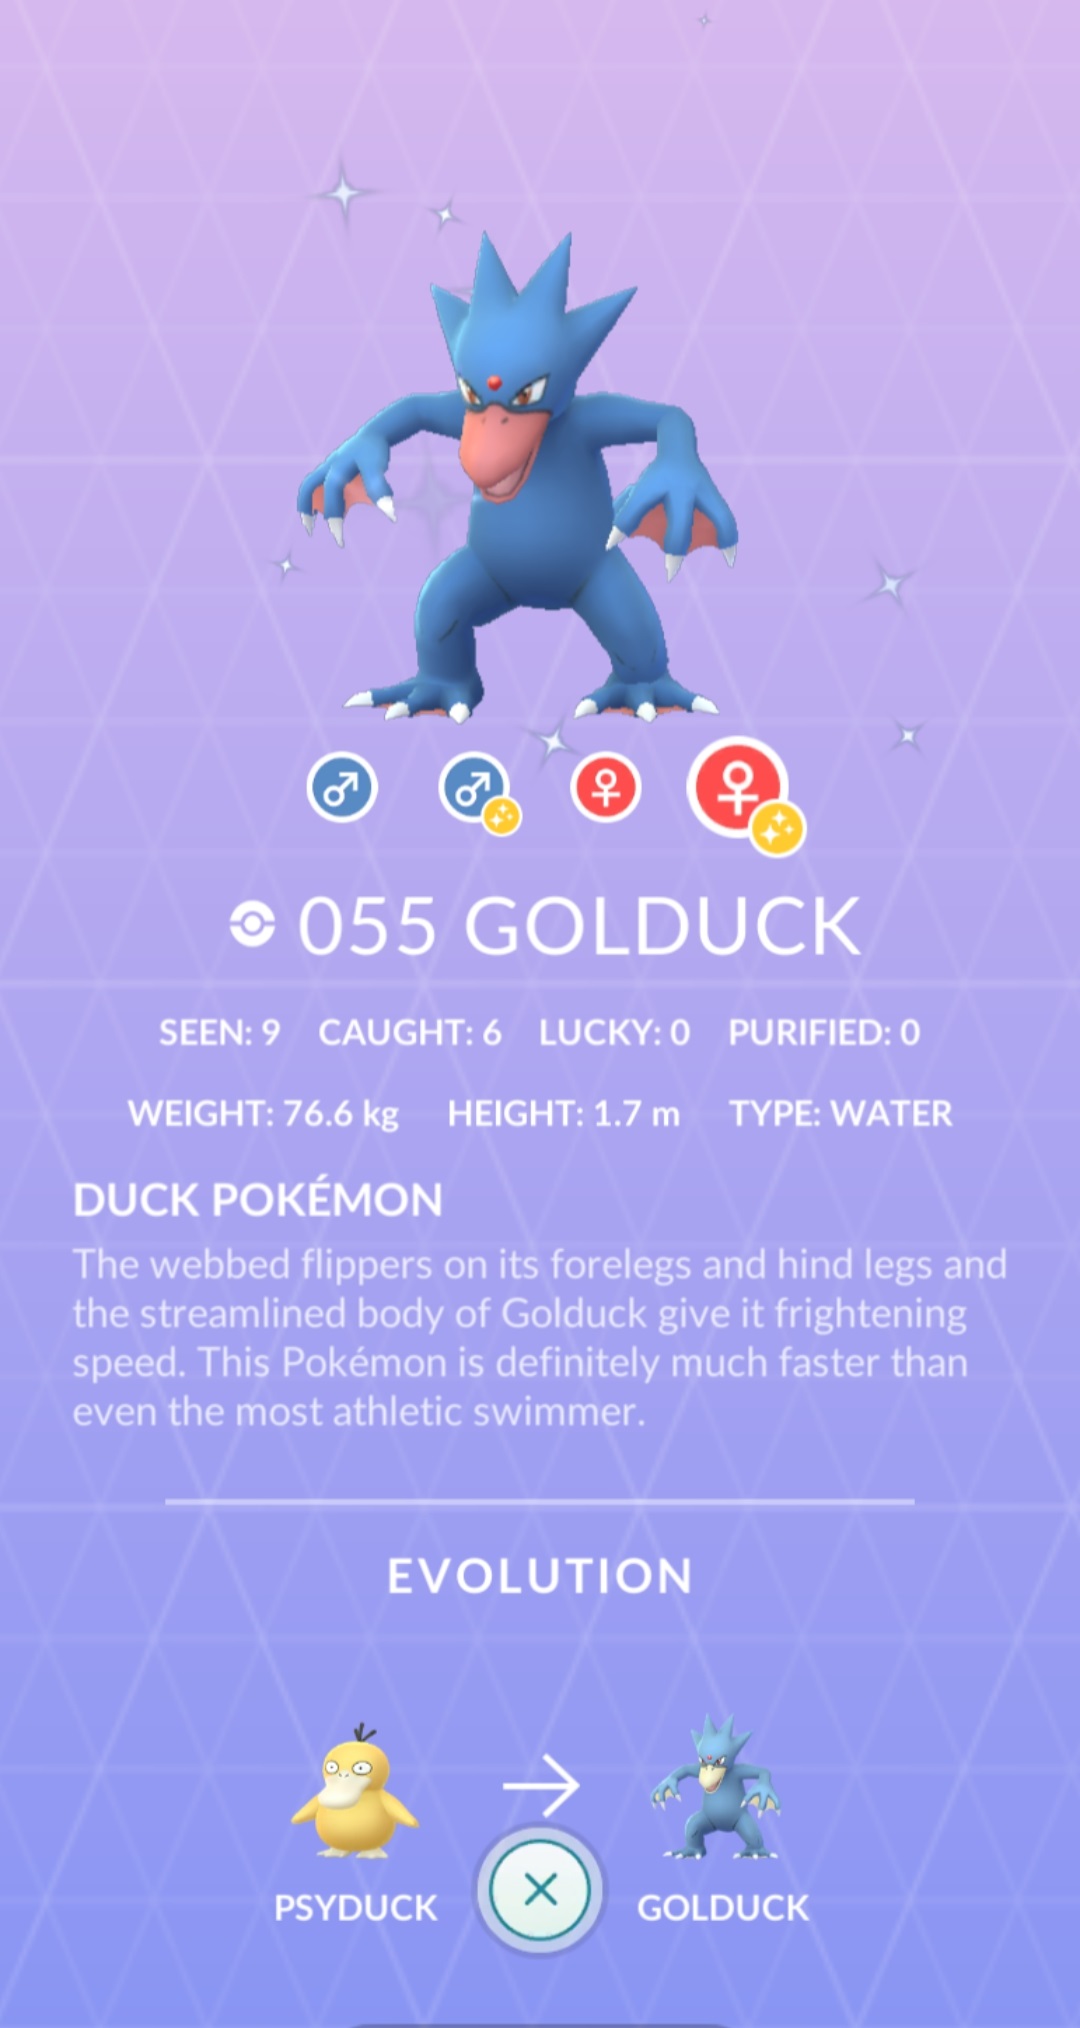 055 GOLDUCK
SEEN: 9 CAUGHT: 6 LUCKY: 0 PURIFIED: 0
WEIGHT: 76.6 kg HEIGHT: 1.7 m TYPE: WATER
DUCK POKÉMON
The webbed flippers on its forelegs and hind legs and
the streamlined body of Golduck give it frightening
speed. This Pokémon is definitely much faster than
even the most athletic swimmer.
EVOLUTION
PSYDUCK GOLDUCK